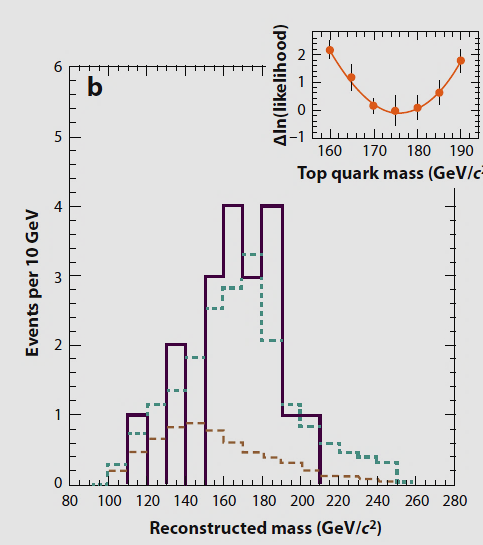 b
Δln(likelihood)
2
1
0
−1
160 170 180 190
Top quark mass (GeV/c²
Events per 10 GeV
6
5
4
3
2
1
0
80 100 120 140 160 180 200 220 240 260 280
Reconstructed mass (GeV/c²)